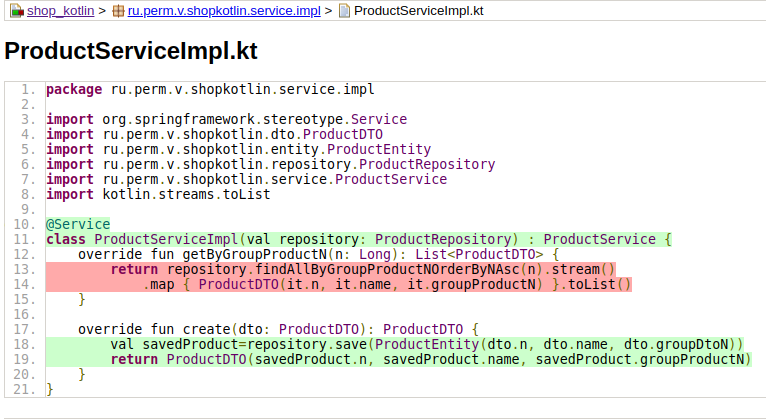 shop_kotlin > ru.perm.v.shopkotlin.service.impl > ProductServiceImpl.kt
ProductServiceImpl.kt
1. package ru.perm.v.shopkotlin.service.impl
2.
3. import org.springframework.stereotype.Service
4. import ru.perm.v.shopkotlin.dto.ProductDTO
5. import ru.perm.v.shopkotlin.entity.ProductEntity
6. import ru.perm.v.shopkotlin.repository.ProductRepository
7. import ru.perm.v.shopkotlin.service.ProductService
8. import kotlin.streams.toList
9.
10. @Service
11. class ProductServiceImpl(val repository: ProductRepository) : ProductService {
12.     override fun getByGroupProductN(n: Long): List<ProductDTO> {
13.         return repository.findAllByGroupProductNOrderByNAsc(n).stream()
14.             .map { ProductDTO(it.n, it.name, it.groupProductN) }.toList()
15.     }
16.
17.     override fun create(dto: ProductDTO): ProductDTO {
18.         val savedProduct=repository.save(ProductEntity(dto.n, dto.name, dto.groupDtoN))
19.         return ProductDTO(savedProduct.n, savedProduct.name, savedProduct.groupProductN)
20.     }
21. }